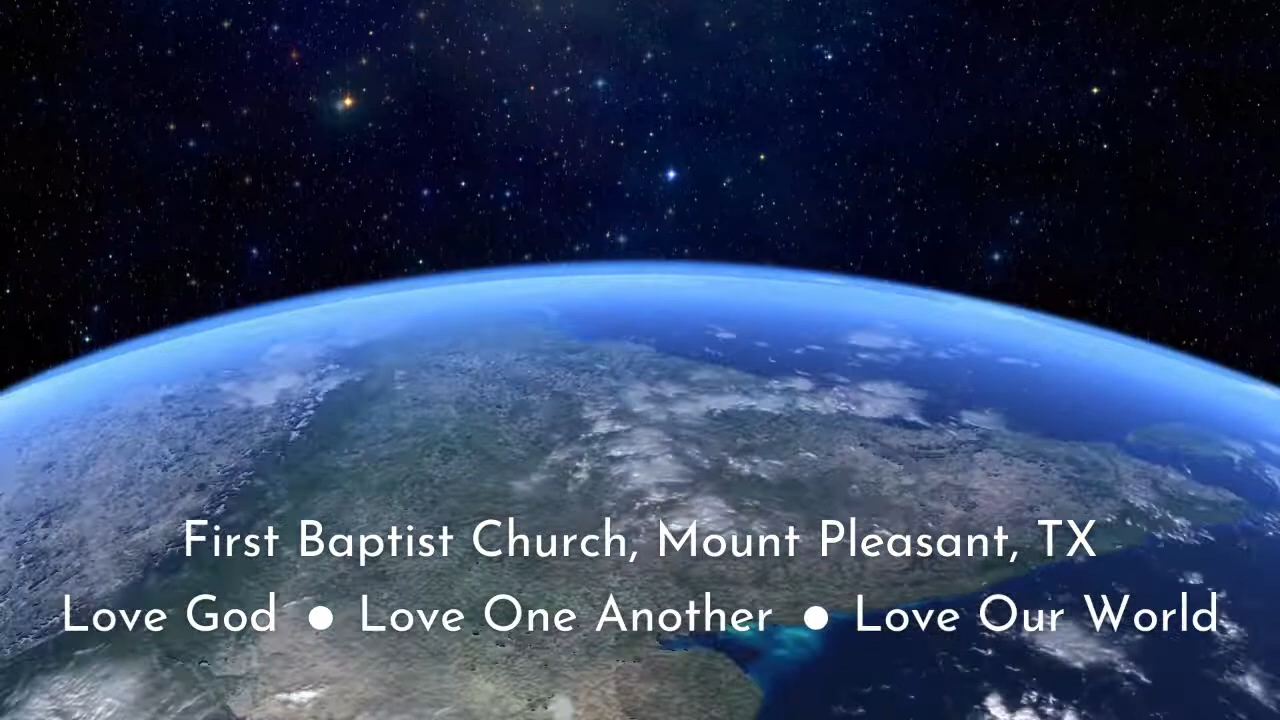 First Baptist Church, Mount Pleasant, TX
Love God ● Love One Another ● Love Our World